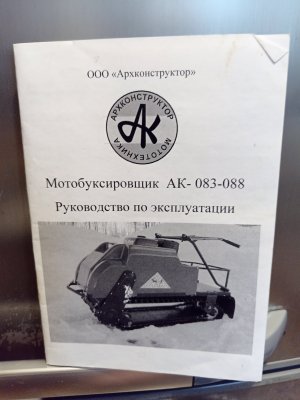 ООО «Архконструктор»
АРХКОНСТРУКТОР
АК
МОТОТЕХНИКА
Мотобуксировщик АК- 083-088
Руководство по эксплуатации